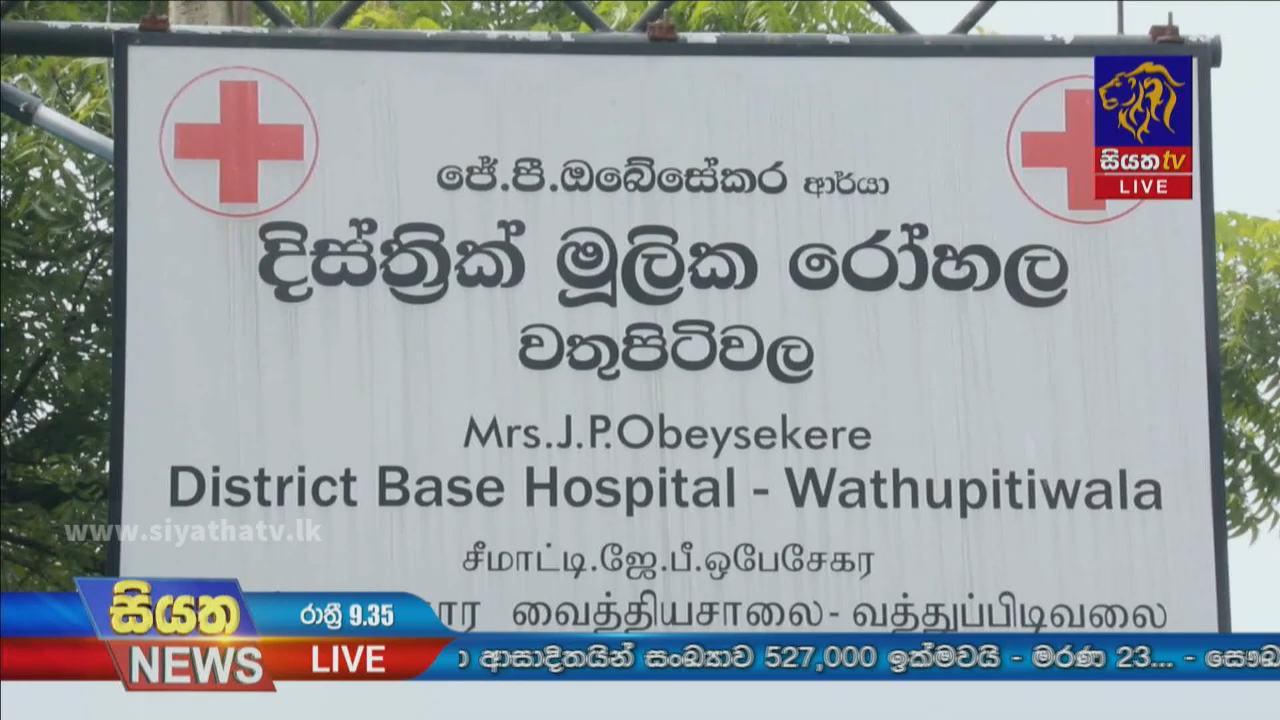 ජේ.පී.ඔබේසේකර ආර්යා
දිස්ත්‍රික් මූලික රෝහල
වතුපිටිවල
Mrs.J.P.Obeysekere
District Base Hospital - Wathupitiwala
சீமாட்டி.ஜே.பீ.ஒபேசேகர
வைத்தியசாலை- வத்துப்பிடிவலை
සියත tv
LIVE
www.siyathatv.lk
සියත
NEWS
රාත්‍රී 9.35
LIVE
ආසාදිතයින් සංඛ්‍යාව 527,000 ඉක්මවයි - මරණ 23... -